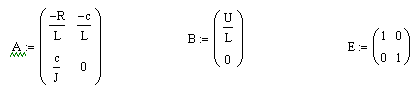 A := ( -R/L -c/L
c/J 0 )
B := ( U/L
0 )
E := ( 1 0
0 1 )